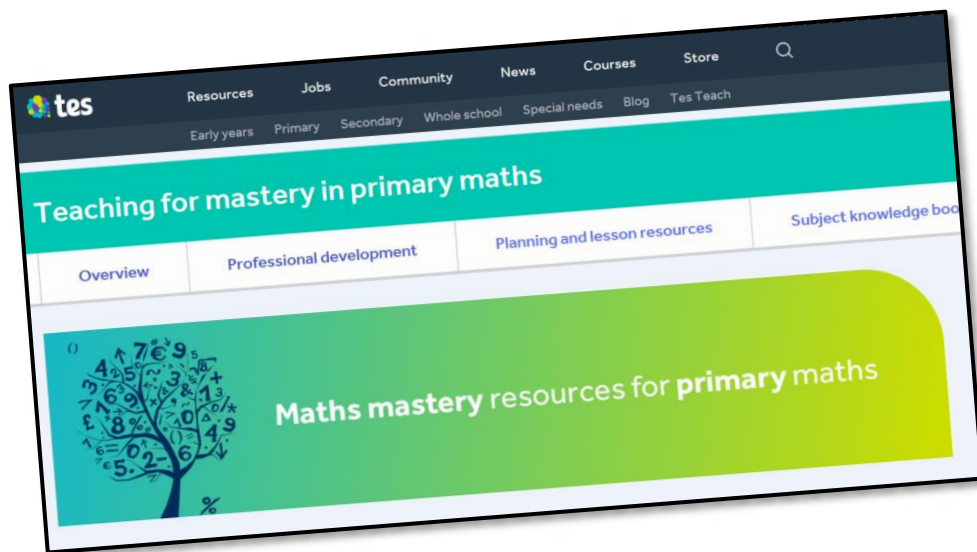 tes
Resources Jobs Community News Courses Store
Early years Primary Secondary Whole school Special needs Blog Tes Teach
Teaching for mastery in primary maths
Overview Professional development Planning and lesson resources Subject knowledge boo
Maths mastery resources for primary maths